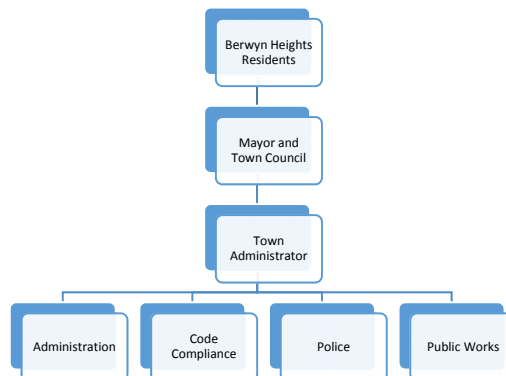 Berwyn Heights
Residents
Mayor and
Town Council
Town
Administrator
Administration
Code
Compliance
Police
Public Works